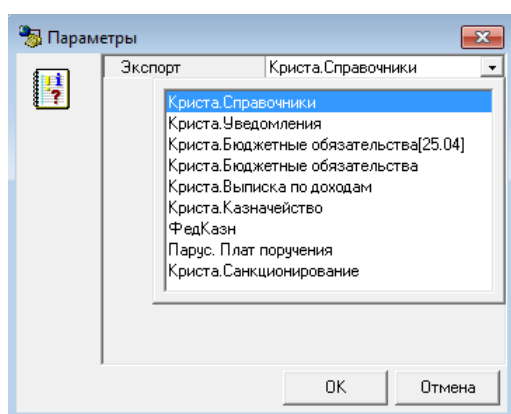 Параметры
Экспорт Криста.Справочники
Криста.Справочники
Криста.Уведомления
Криста.Бюджетные обязательства[25.04]
Криста.Бюджетные обязательства
Криста.Выписка по доходам
Криста.Казначейство
ФедКазн
Парус. Плат поручения
Криста.Санкционирование
OK Отмена